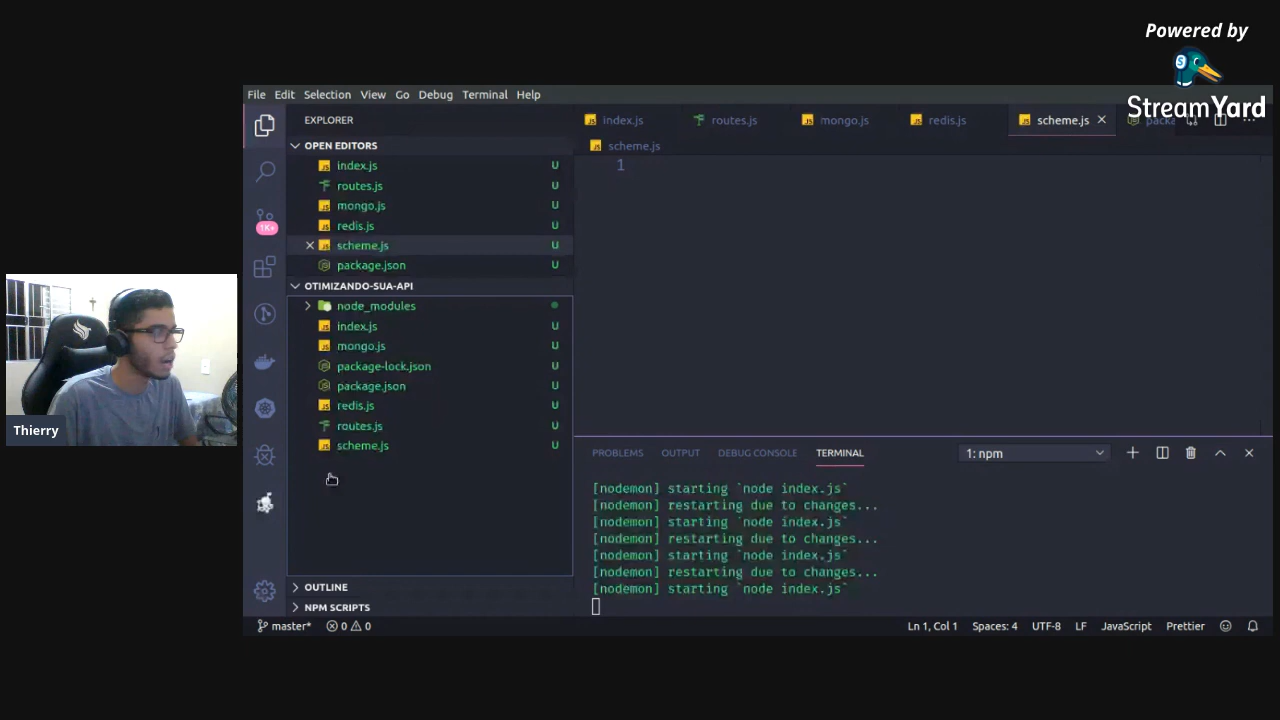 Powered by
StreamYard
File Edit Selection View Go Debug Terminal Help
EXPLORER
OPEN EDITORS
index.js U
routes.js U
mongo.js U
redis.js U
scheme.js U
package.json U
OTIMIZANDO-SUA-API
node_modules
index.js U
mongo.js U
package-lock.json U
package.json U
redis.js U
routes.js U
scheme.js U
OUTLINE
NPM SCRIPTS
1K+
index.js routes.js mongo.js redis.js scheme.js
scheme.js
1
PROBLEMS OUTPUT DEBUG CONSOLE TERMINAL 1: npm
[nodemon] starting `node index.js`
[nodemon] restarting due to changes...
[nodemon] starting `node index.js`
[nodemon] restarting due to changes...
[nodemon] starting `node index.js`
[nodemon] restarting due to changes...
[nodemon] starting `node index.js`
master* 0 0 Ln 1, Col 1 Spaces: 4 UTF-8 LF JavaScript Prettier
Thierry